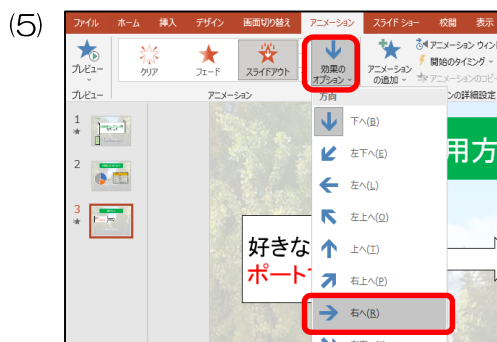 (5)
ファイル ホーム 挿入 デザイン 画面切り替え アニメーション スライド ショー 校閲 表示
プレビュー クリア フェード スライドアウト 効果の オプション アニメーション の追加 アニメーション ウィン 開始のタイミング アニメーションのコピー
プレビュー アニメーション ンの詳細設定
方向
下へ(B)
左下へ(E)
左へ(L)
左上へ(O)
上へ(T)
右上へ(P)
右へ(R)
1
2
3
用方
好きな
ポート